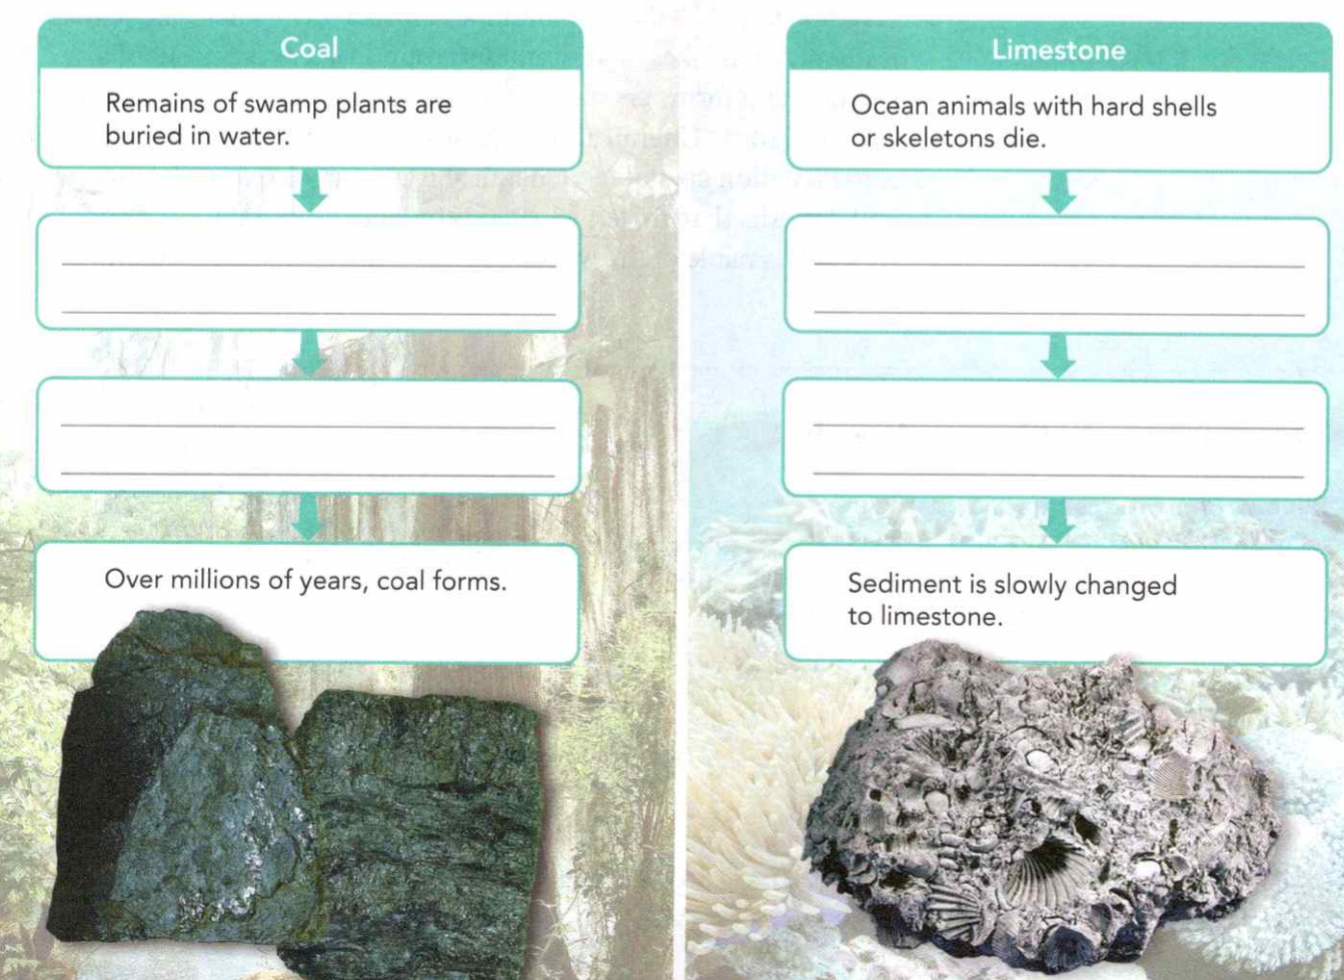 Coal
Remains of swamp plants are
buried in water.
Over millions of years, coal forms.
Limestone
Ocean animals with hard shells
or skeletons die.
Sediment is slowly changed
to limestone.